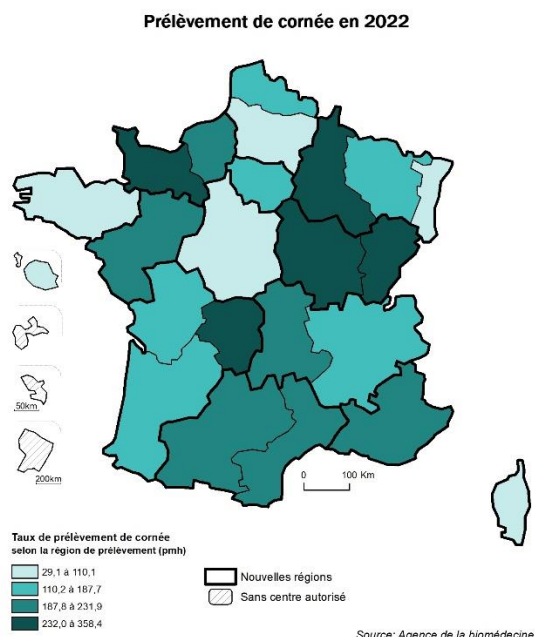 Prélèvement de cornée en 2022
50km
200km
0 100 Km
Taux de prélèvement de cornée
selon la région de prélèvement (pmh)
29,1 à 110,1
110,2 à 187,7
187,8 à 231,9
232,0 à 358,4
Nouvelles régions
Sans centre autorisé
Source: Agence de la biomédecine